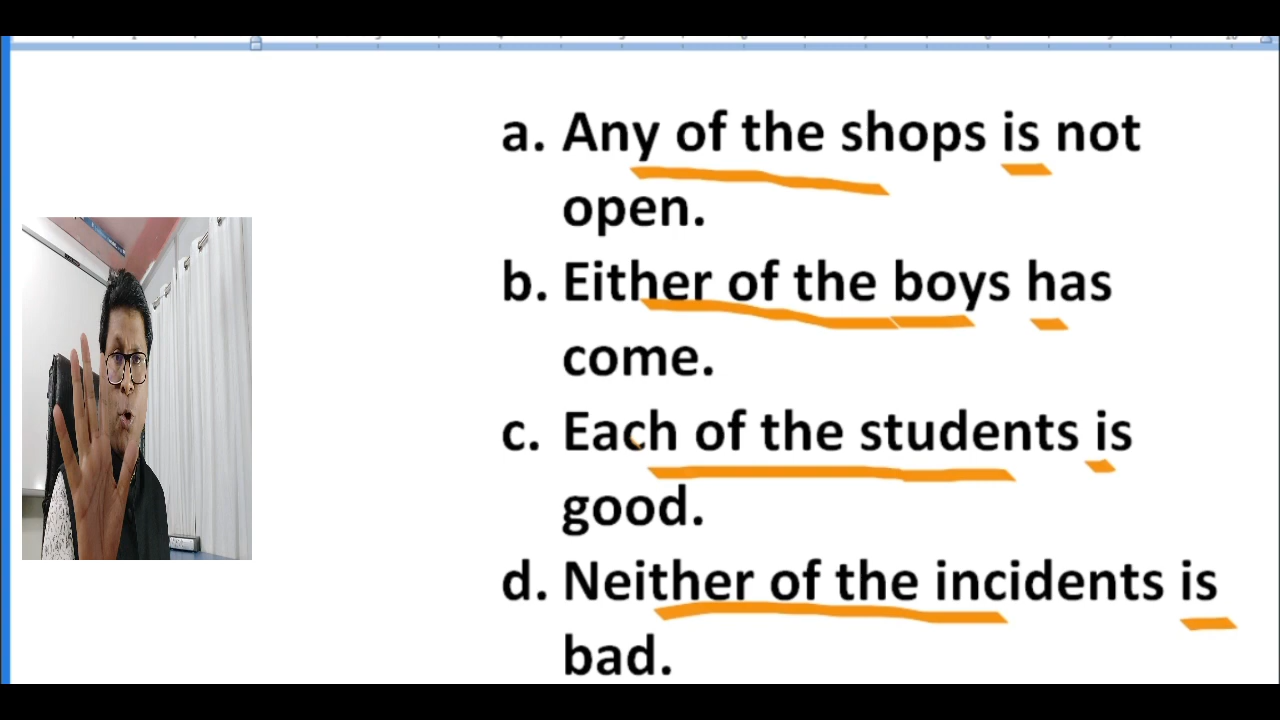 a. Any of the shops is not
open.
b. Either of the boys has
come.
c. Each of the students is
good.
d. Neither of the incidents is
bad.